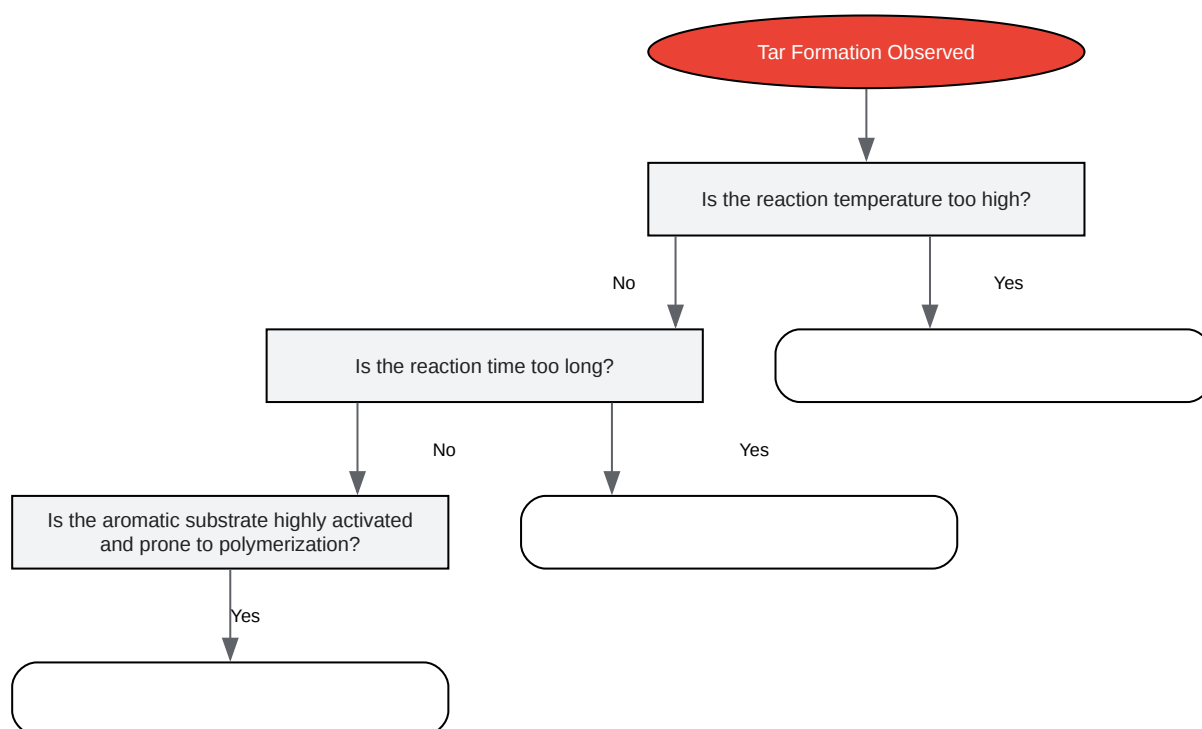 Tar Formation Observed
Is the reaction temperature too high?
No
Yes
Is the reaction time too long?
No
Yes
Is the aromatic substrate highly activated
and prone to polymerization?
Yes